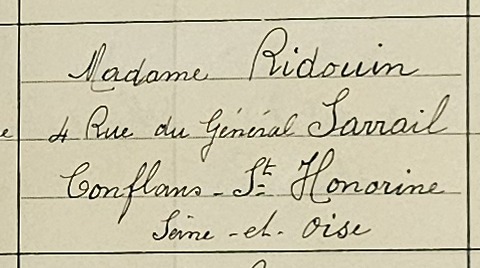 Madame Ridouin
4 Rue du Général Sarrail
Conflans - St Honorine
Seine - et - Oise